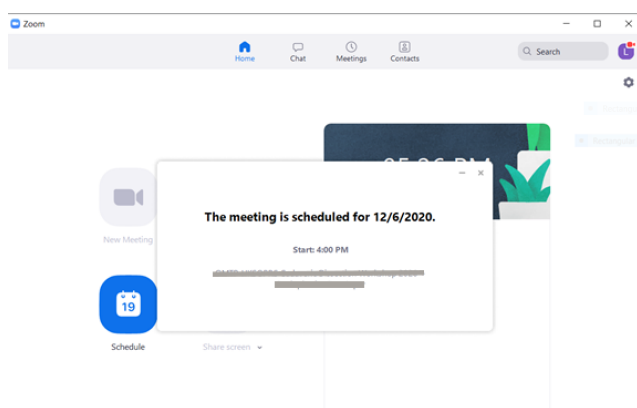 Zoom
Home
Chat
Meetings
Contacts
Search
L
The meeting is scheduled for 12/6/2020.
Start: 4:00 PM
New Meeting
19
Schedule
Share screen